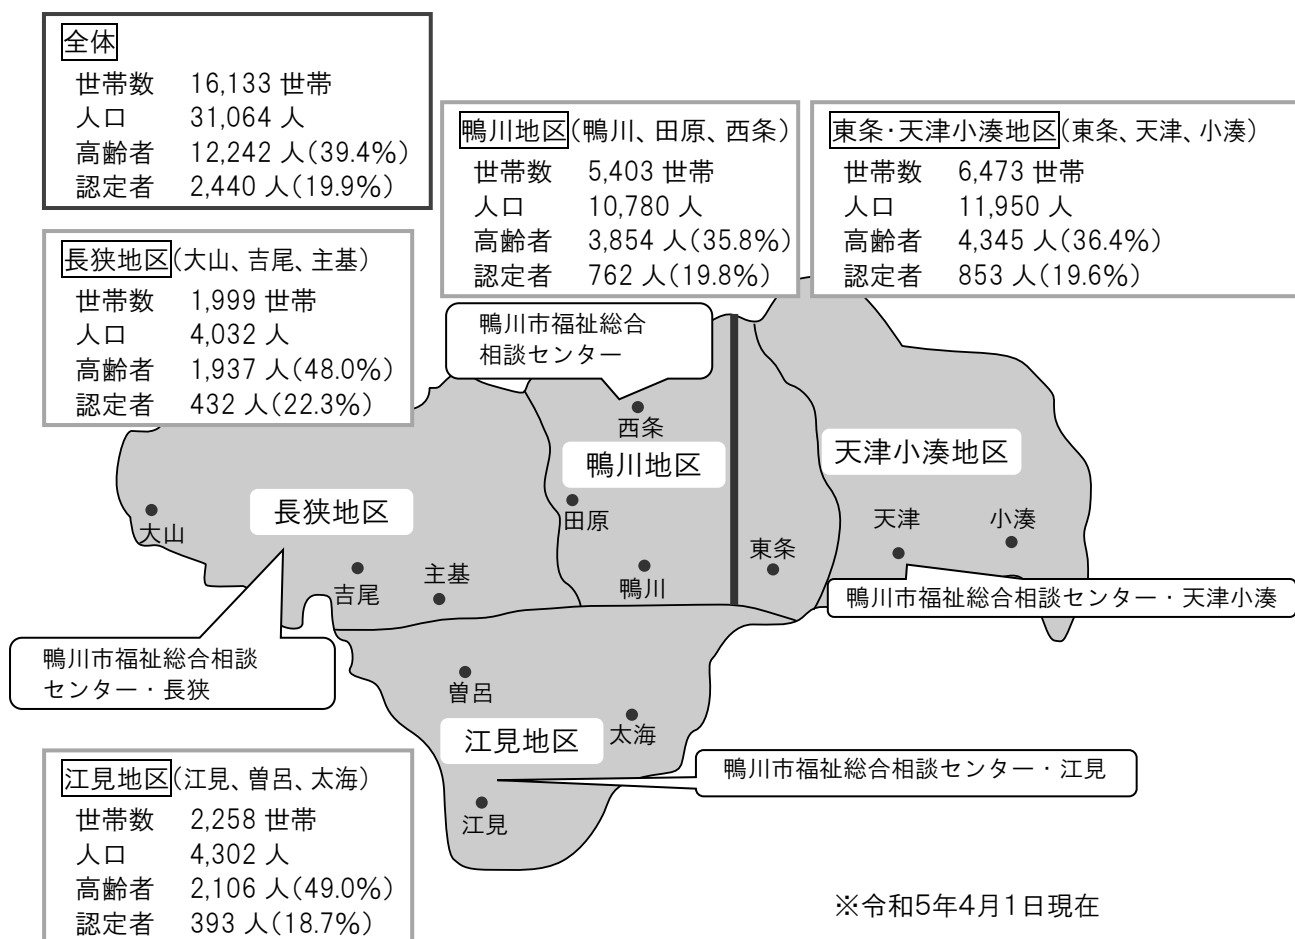 全体
世帯数 16,133 世帯
人口 31,064 人
高齢者 12,242 人(39.4%)
認定者 2,440 人(19.9%)
鴨川地区(鴨川、田原、西条)
世帯数 5,403 世帯
人口 10,780 人
高齢者 3,854 人(35.8%)
認定者 762 人(19.8%)
東条・天津小湊地区(東条、天津、小湊)
世帯数 6,473 世帯
人口 11,950 人
高齢者 4,345 人(36.4%)
認定者 853 人(19.6%)
長狭地区(大山、吉尾、主基)
世帯数 1,999 世帯
人口 4,032 人
高齢者 1,937 人(48.0%)
認定者 432 人(22.3%)
鴨川市福祉総合
相談センター
西条
鴨川地区
天津小湊地区
長狭地区
田原
大山
天津
小湊
東条
吉尾
主基
鴨川
鴨川市福祉総合相談センター・天津小湊
鴨川市福祉総合相談
センター・長狭
曽呂
江見地区
太海
鴨川市福祉総合相談センター・江見
江見
江見地区(江見、曽呂、太海)
世帯数 2,258 世帯
人口 4,302 人
高齢者 2,106 人(49.0%)
認定者 393 人(18.7%)
※令和5年4月1日現在